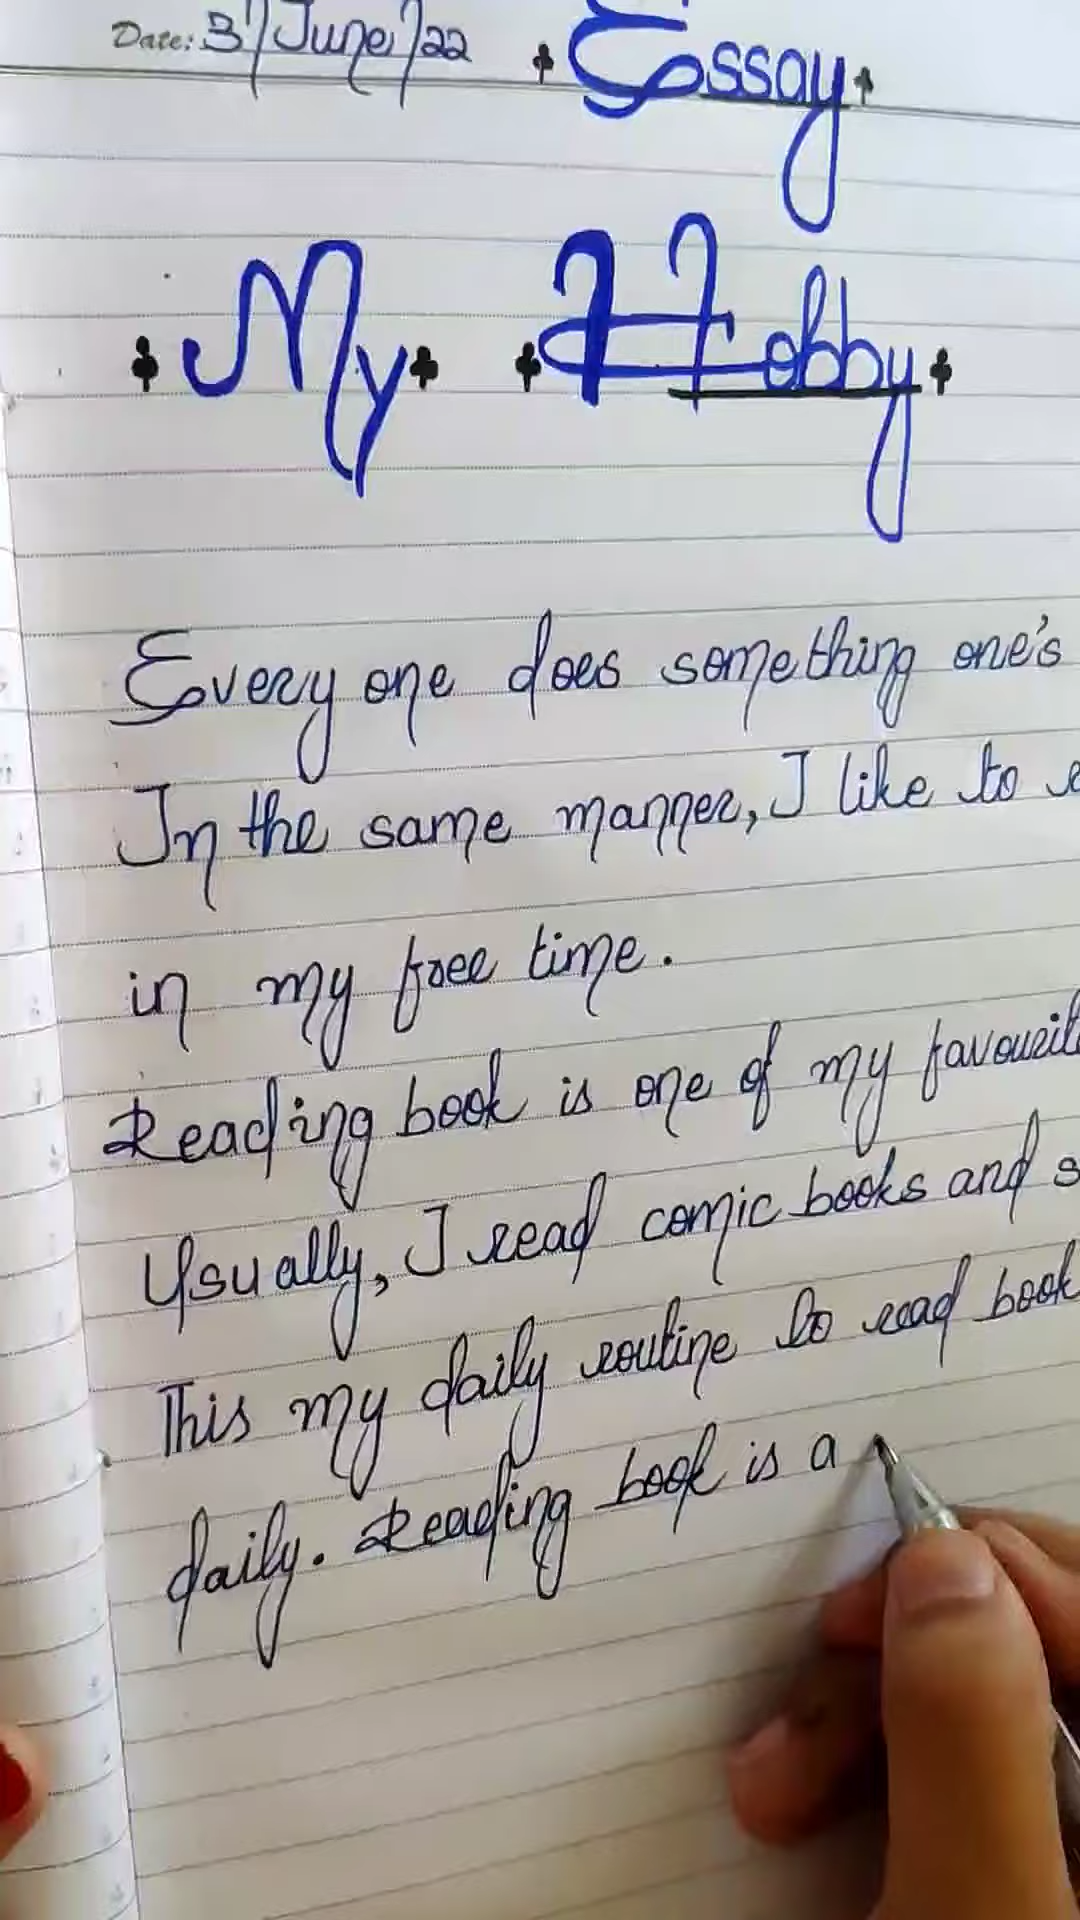 Date: 3/June/22
Essay
My Hobby
Every one does something one's
In the same manner, I like to
in my free time.
Reading book is one of my favourit
Usually, I read comic books and s
This my daily routine to read book
daily. Reading book is a